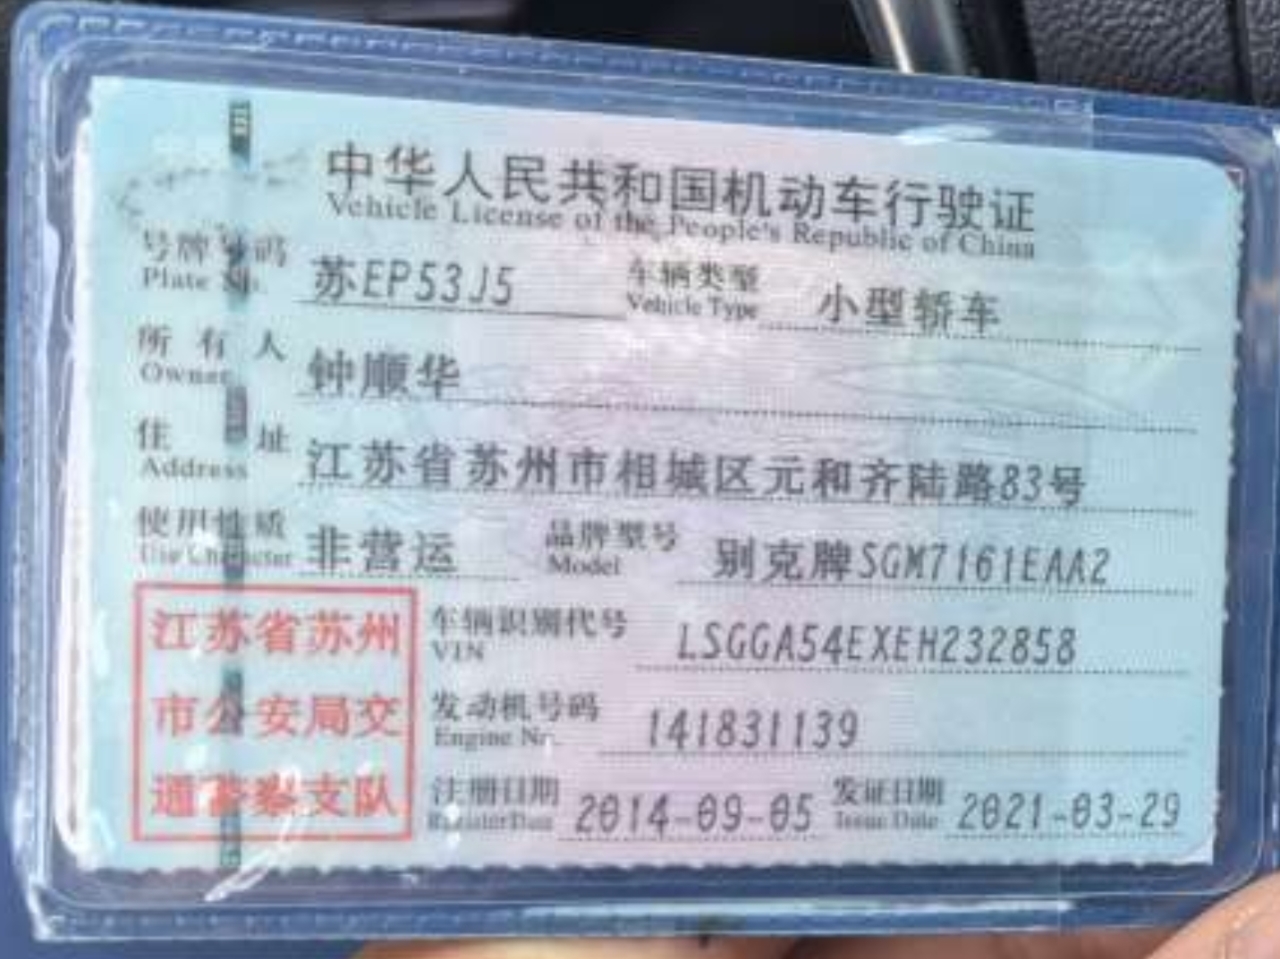 中华人民共和国机动车行驶证
Vehicle License of the People's Republic of China
号牌号码 苏EP53J5 车辆类型 小型轿车
Plate No. Vehicle Type
所有人 钟顺华
Owner
住址 江苏省苏州市相城区元和齐陆路83号
Address
使用性质 非营运 品牌型号 别克牌SGM7161EAA2
Use Character Model
江苏省苏州 车辆识别代号 LSGGA54EXEH232858
VIN
市公安局交 发动机号码 141831139
Engine No.
通警察支队 注册日期 2014-09-05 发证日期 2021-03-29
Register Date Issue Date